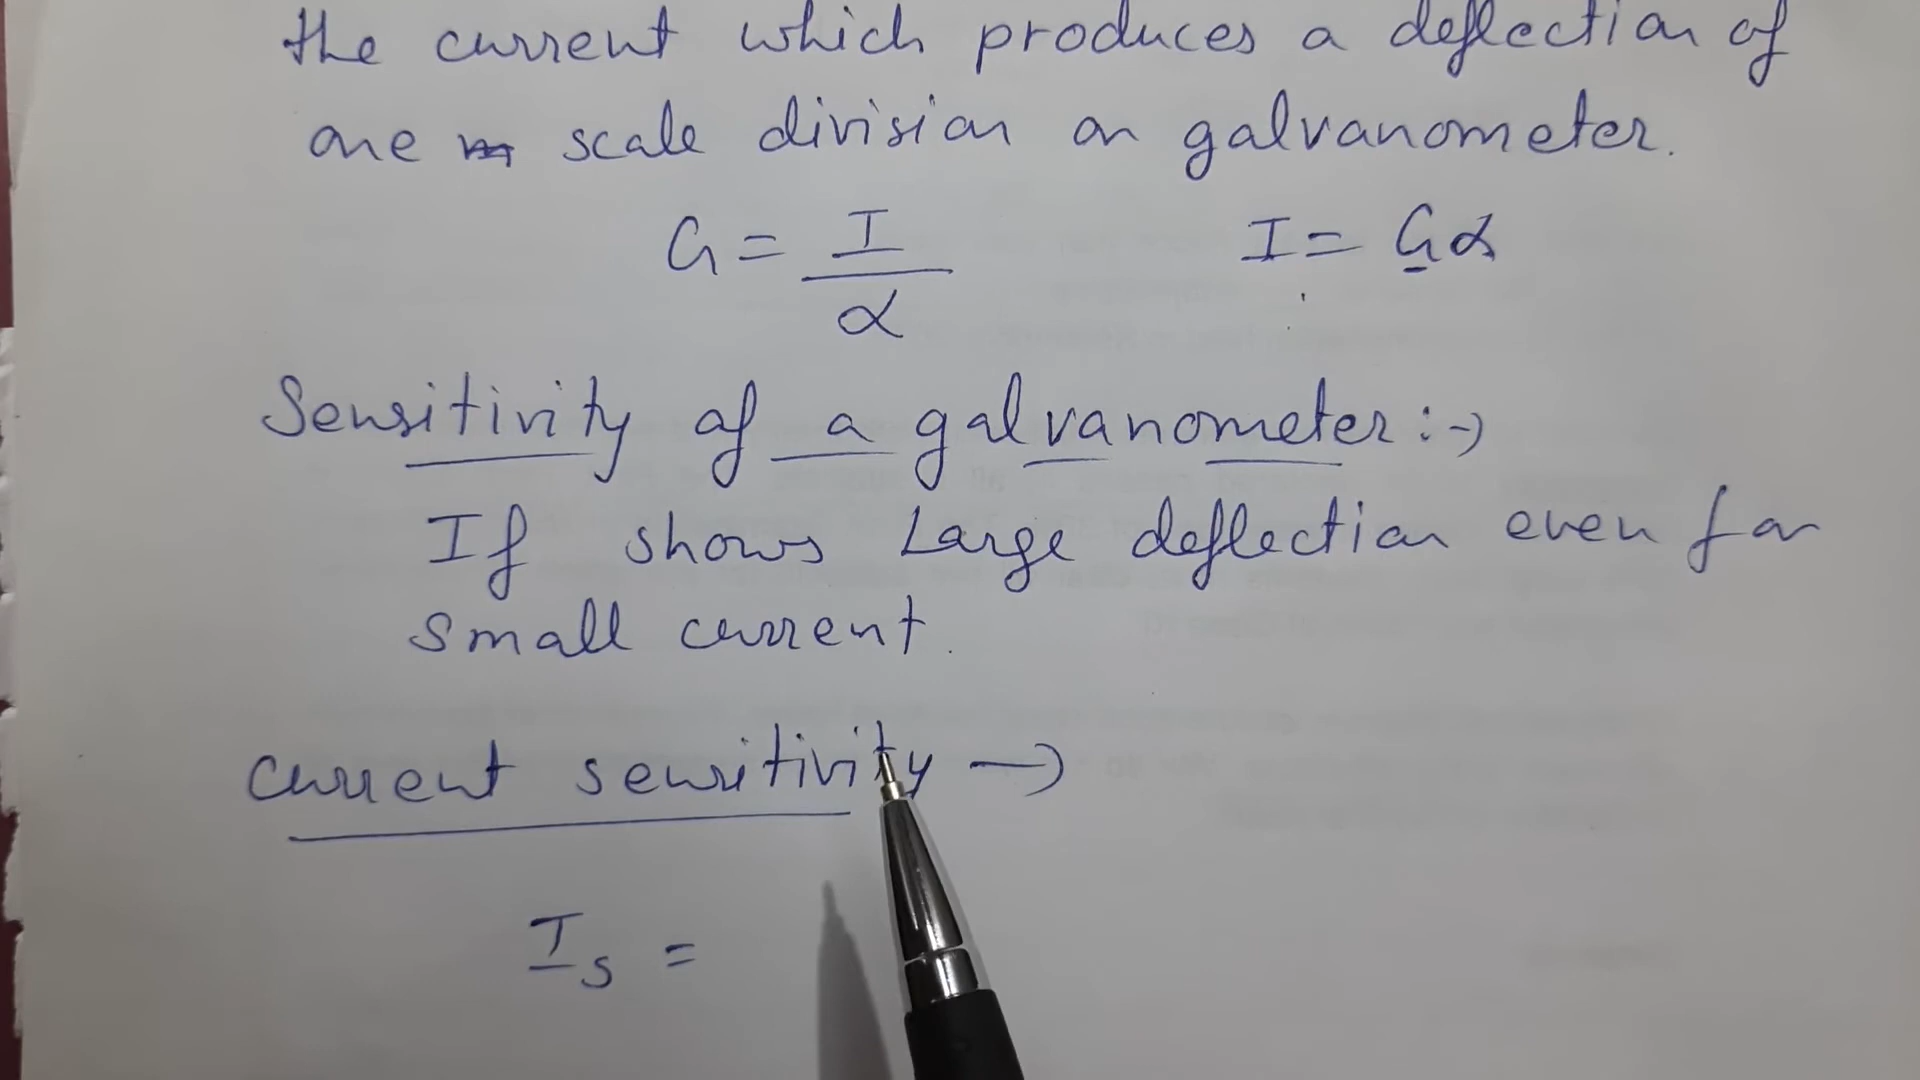 the current which produces a deflection of
one scale division on galvanometer.
G = I / α I = Gα
Sensitivity of a galvanometer :→
If shows Large deflection even for
small current.
current sensitivity →
Is =